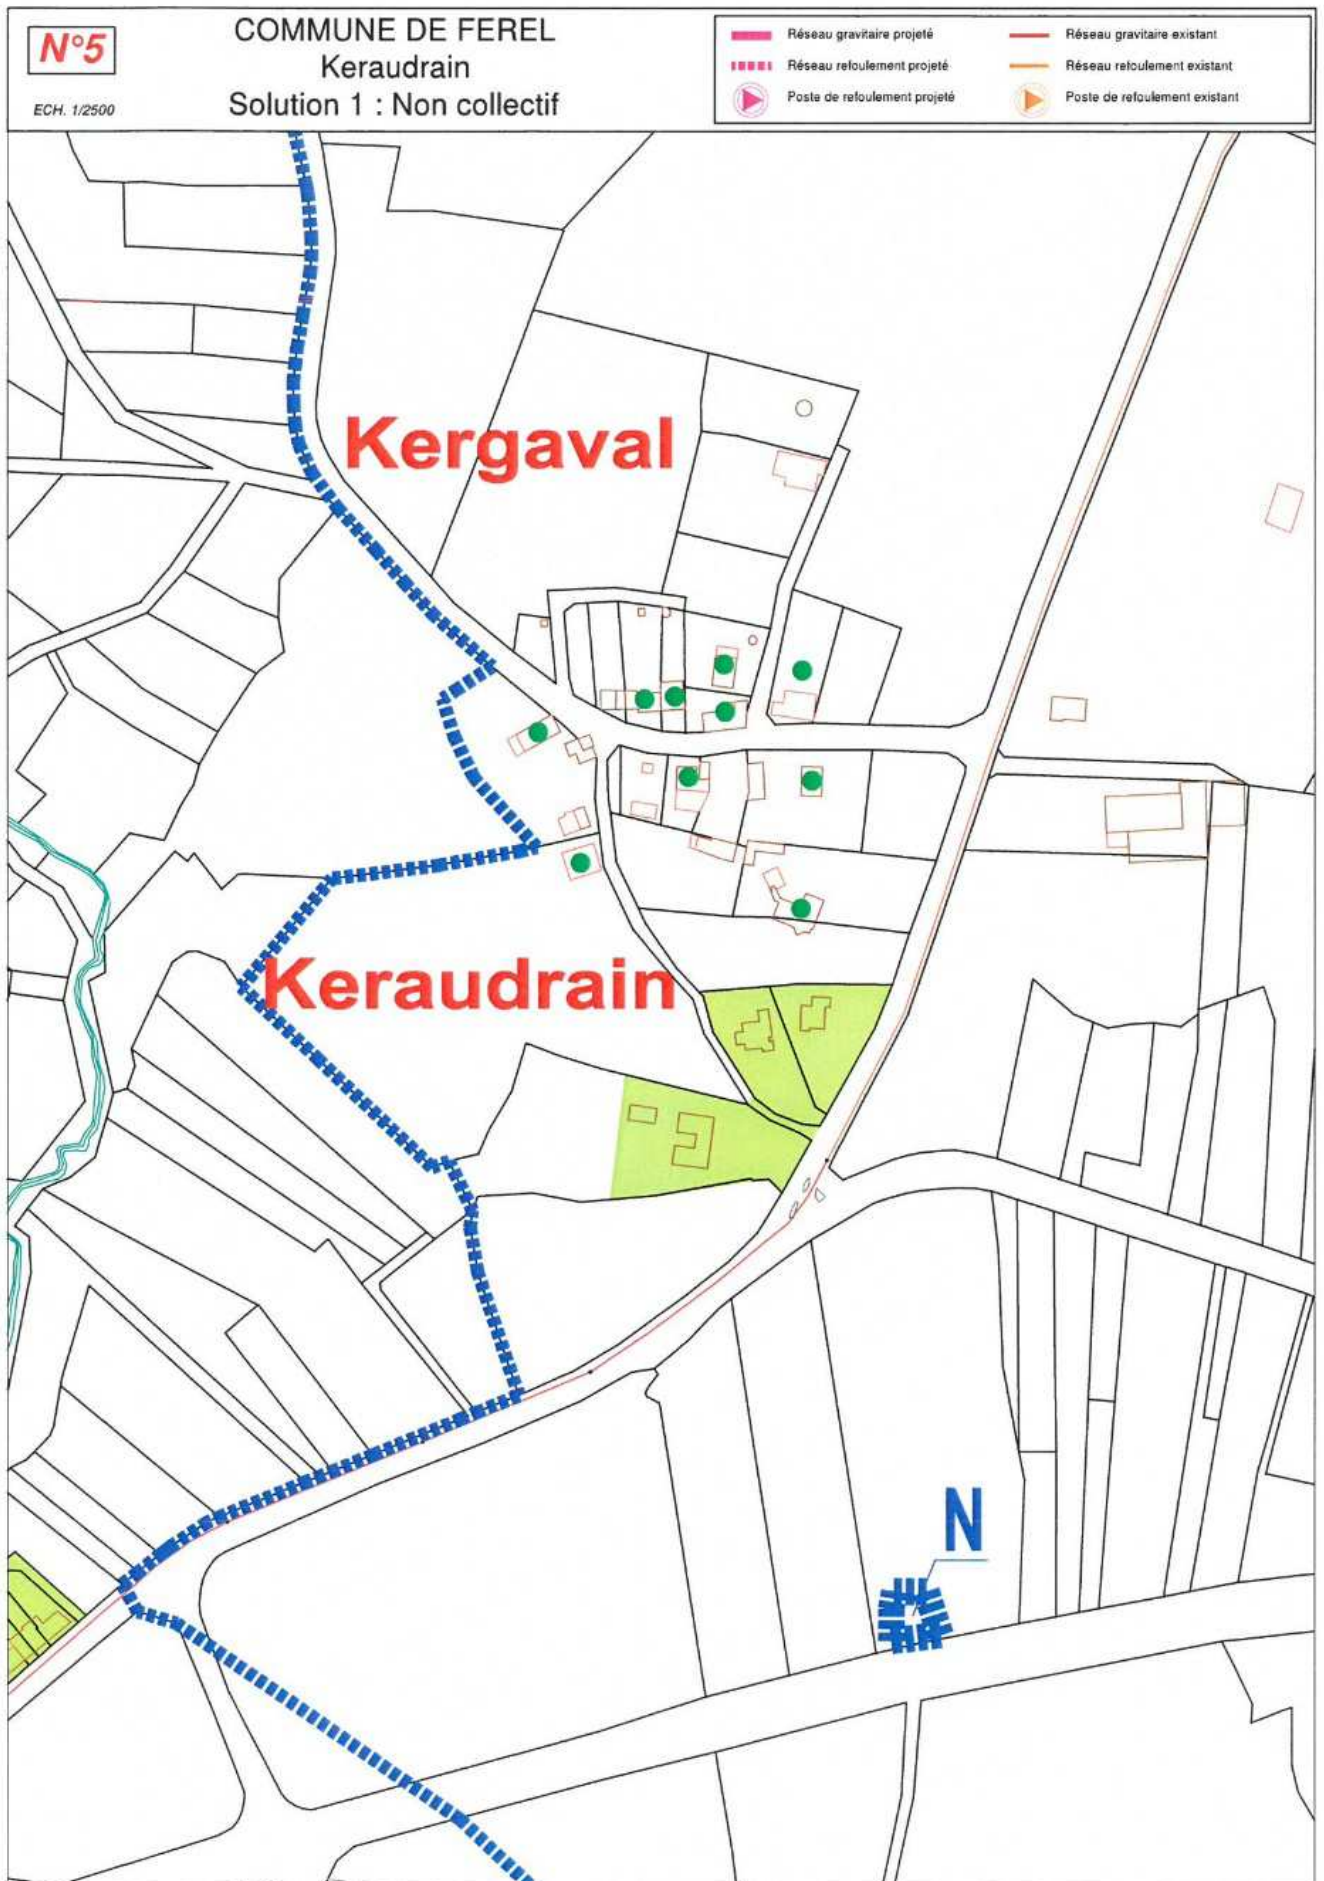 N°5
ECH. 1/2500
COMMUNE DE FEREL
Keraudrain
Solution 1 : Non collectif
Réseau gravitaire projeté
Réseau refoulement projeté
Poste de refoulement projeté
Réseau gravitaire existant
Réseau refoulement existant
Poste de refoulement existant
Kergaval
Keraudrain
N